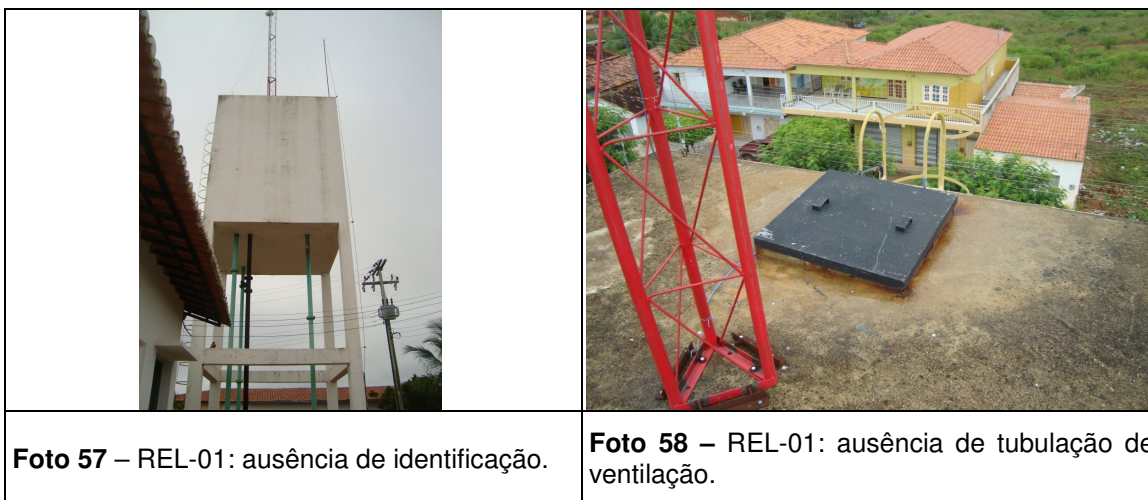 Foto 57 – REL-01: ausência de identificação.
Foto 58 – REL-01: ausência de tubulação de
ventilação.